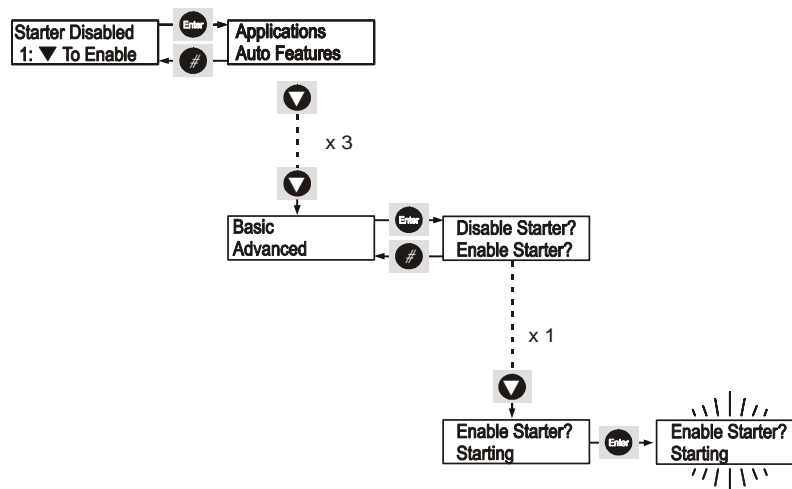 Starter Disabled
1: ▼ To Enable
Enter
#
Applications
Auto Features
x 3
Basic
Advanced
Enter
#
Disable Starter?
Enable Starter?
x 1
Enable Starter?
Starting
Enter
Enable Starter?
Starting